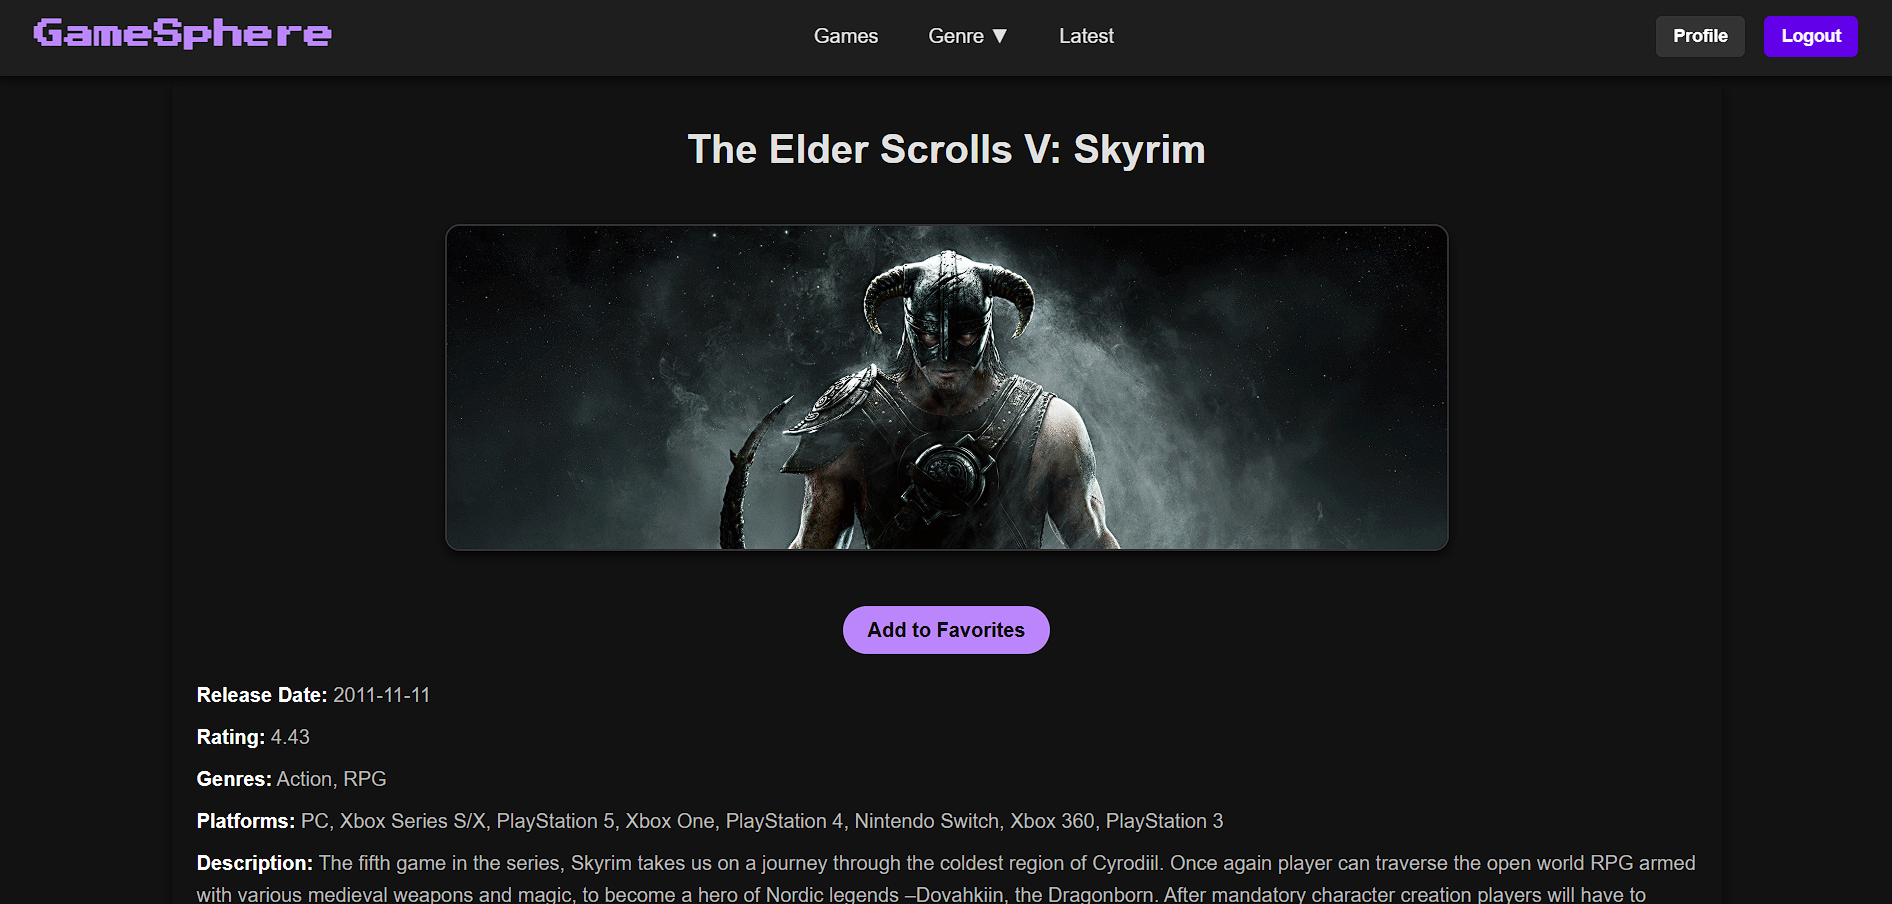 GameSphere
Games Genre ▼ Latest
Profile Logout
The Elder Scrolls V: Skyrim
Add to Favorites
Release Date: 2011-11-11
Rating: 4.43
Genres: Action, RPG
Platforms: PC, Xbox Series S/X, PlayStation 5, Xbox One, PlayStation 4, Nintendo Switch, Xbox 360, PlayStation 3
Description: The fifth game in the series, Skyrim takes us on a journey through the coldest region of Cyrodiil. Once again player can traverse the open world RPG armed
with various medieval weapons and magic, to become a hero of Nordic legends –Dovahkiin, the Dragonborn. After mandatory character creation players will have to